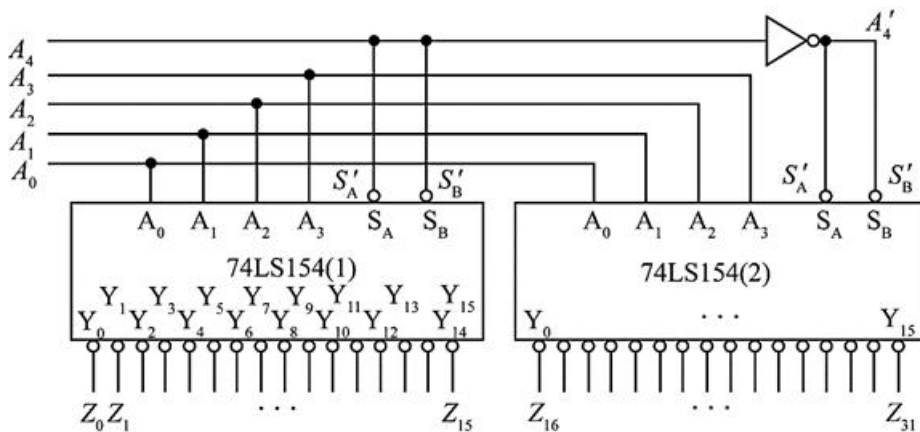 A₄ A₄′
A₃
A₂
A₁
A₀ S′A S′B S′A S′B
A₀ A₁ A₂ A₃ SA SB A₀ A₁ A₂ A₃ SA SB
74LS154(1) 74LS154(2)
Y₁ Y₃ Y₅ Y₇ Y₉ Y₁₁ Y₁₃ Y₁₅
Y₀ Y₂ Y₄ Y₆ Y₈ Y₁₀ Y₁₂ Y₁₄ Y₀ ··· Y₁₅
Z₀ Z₁ ··· Z₁₅ Z₁₆ ··· Z₃₁